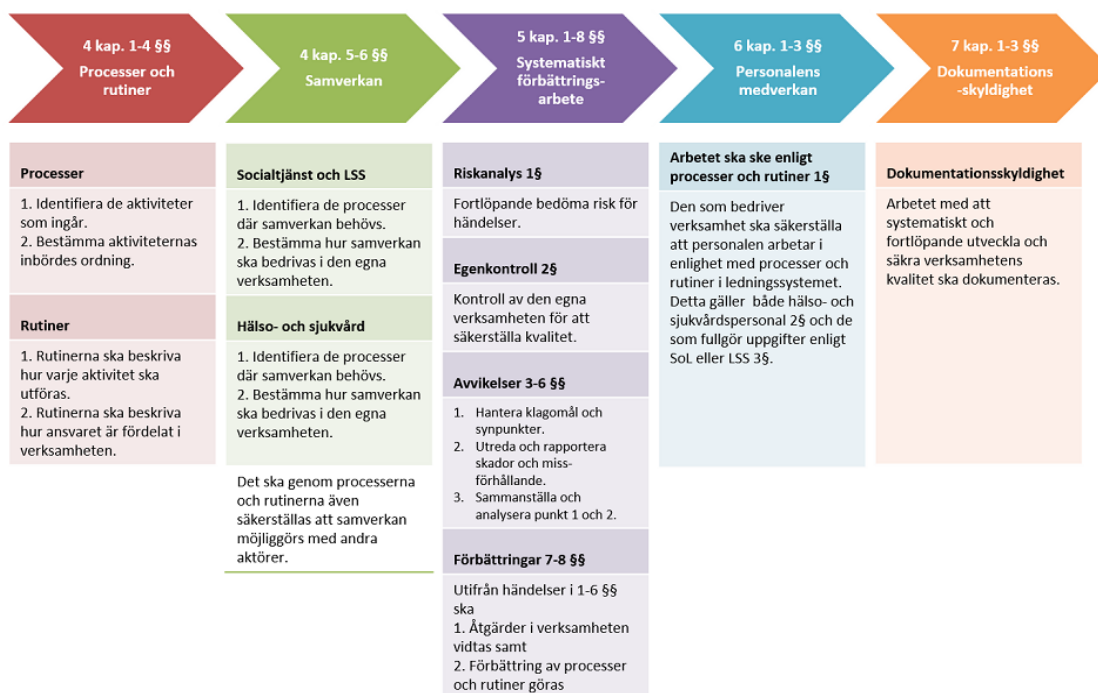 4 kap. 1-4 §§
Processer och
rutiner
4 kap. 5-6 §§
Samverkan
5 kap. 1-8 §§
Systematiskt
förbättrings-
arbete
6 kap. 1-3 §§
Personalens
medverkan
7 kap. 1-3 §§
Dokumentations
-skyldighet
Processer
1. Identifiera de aktiviteter
som ingår.
2. Bestämma aktiviteternas
inbördes ordning.
Rutiner
1. Rutinerna ska beskriva
hur varje aktivitet ska
utföras.
2. Rutinerna ska beskriva
hur ansvaret är fördelat i
verksamheten.
Socialtjänst och LSS
1. Identifiera de processer
där samverkan behövs.
2. Bestämma hur samverkan
ska bedrivas i den egna
verksamheten.
Hälso- och sjukvård
1. Identifiera de processer
där samverkan behövs.
2. Bestämma hur samverkan
ska bedrivas i den egna
verksamheten.
Det ska genom processerna
och rutinerna även
säkerställas att samverkan
möjliggörs med andra
aktörer.
Riskanalys 1§
Fortlöpande bedöma risk för
händelser.
Egenkontroll 2§
Kontroll av den egna
verksamheten för att
säkerställa kvalitet.
Avvikelser 3-6 §§
1. Hantera klagomål och
synpunkter.
2. Utreda och rapportera
skador och miss-
förhållande.
3. Sammanställa och
analysera punkt 1 och 2.
Förbättringar 7-8 §§
Utifrån händelser i 1-6 §§
ska
1. Åtgärder i verksamheten
vidtas samt
2. Förbättring av processer
och rutiner göras
Arbetet ska ske enligt
processer och rutiner 1§
Den som bedriver
verksamhet ska säkerställa
att personalen arbetar i
enlighet med processer och
rutiner i ledningssystemet.
Detta gäller både hälso- och
sjukvårdspersonal 2§ och de
som fullgör uppgifter enligt
SoL eller LSS 3§.
Dokumentationsskyldighet
Arbetet med att
systematiskt och
fortlöpande utveckla och
säkra verksamhetens
kvalitet ska dokumenteras.